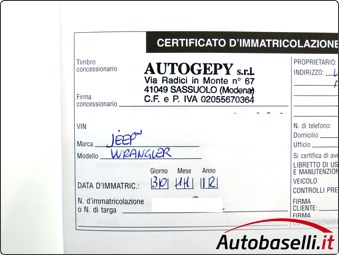 CERTIFICATO D'IMMATRICOLAZIONE
Timbro
concessionario
AUTOGEPY s.r.l.
Via Radici in Monte n° 67
41049 SASSUOLO (Modena)
C.F. e P. IVA 02055670364
Firma
concessionario
PROPRIETARIO:
INDIRIZZO:
VIN
Marca
JEEP
Modello
WRANGLER
Giorno Mese Anno
DATA D'IMMATRIC. 30 11 12
N. d'immatricolazione
o N. di targa
N. di telefono:
Domicilio
Ufficio
Si certifica di ave
LIBRETTO DI US
E MANUTENZION
VEICOLO
CONTROLLI PRE
FIRMA
CLIENTE:
FIRMA
Autobaselli.it